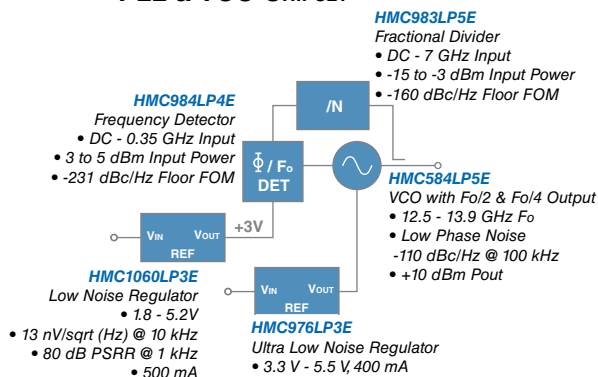 HMC983LP5E
Fractional Divider
• DC - 7 GHz Input
• -15 to -3 dBm Input Power
• -160 dBc/Hz Floor FOM
/N
HMC984LP4E
Frequency Detector
• DC - 0.35 GHz Input
• 3 to 5 dBm Input Power
• -231 dBc/Hz Floor FOM
Φ / Fo
DET
HMC584LP5E
VCO with Fo/2 & Fo/4 Output
• 12.5 - 13.9 GHz Fo
• Low Phase Noise
-110 dBc/Hz @ 100 kHz
• +10 dBm Pout
VIN VOUT
REF
+3V
HMC1060LP3E
Low Noise Regulator
• 1.8 - 5.2V
• 13 nV/sqrt (Hz) @ 10 kHz
• 80 dB PSRR @ 1 kHz
• 500 mA
VIN VOUT
REF
HMC976LP3E
Ultra Low Noise Regulator
• 3.3 V - 5.5 V, 400 mA